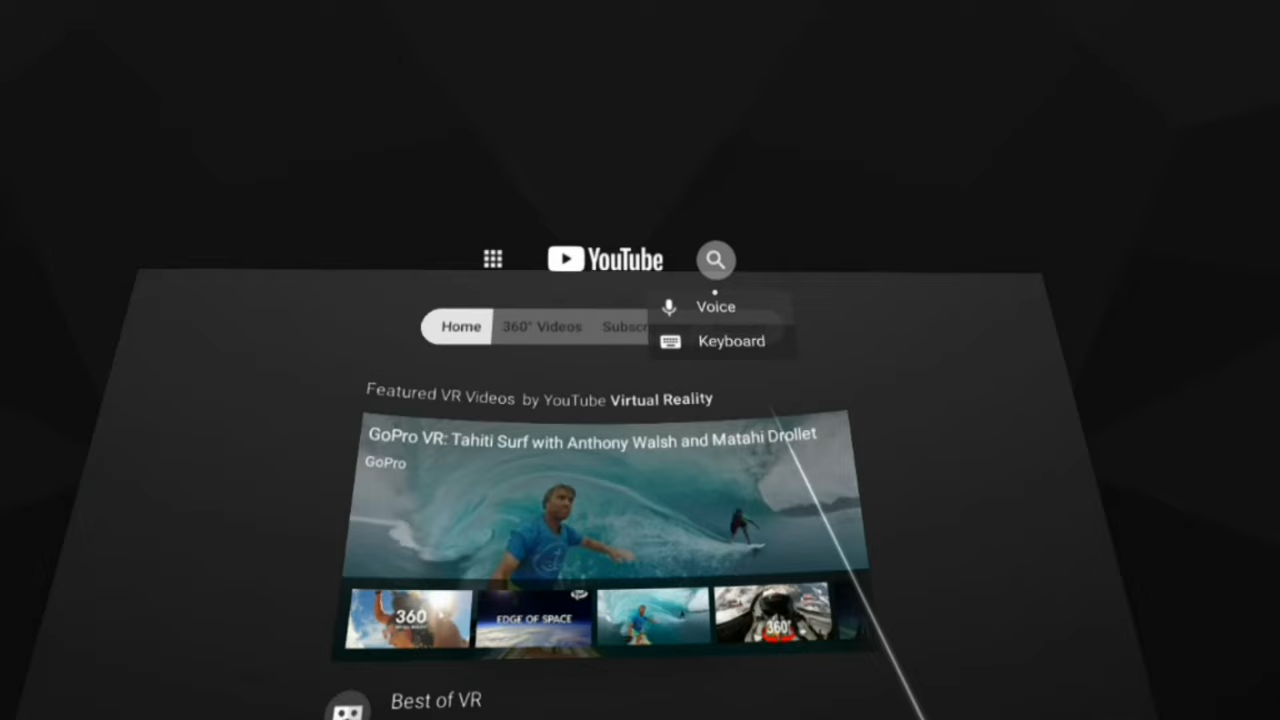 YouTube
Voice
Home 360° Videos Subscr
Keyboard
Featured VR Videos by YouTube Virtual Reality
GoPro VR: Tahiti Surf with Anthony Walsh and Matahi Drollet
GoPro
360
EDGE OF SPACE
360°
Best of VR